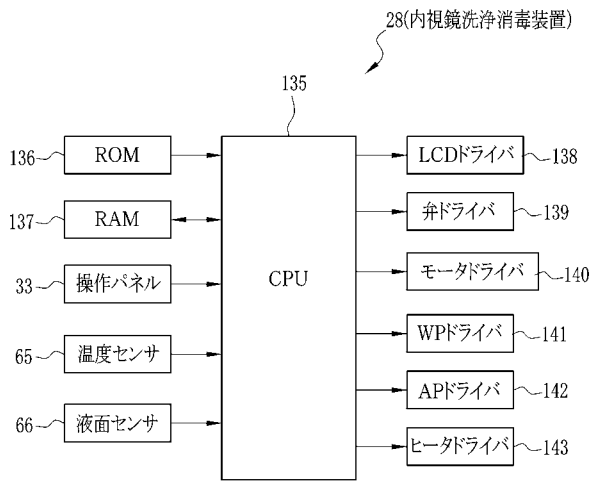 28(内視鏡洗浄消毒装置)
135
136 ROM
137 RAM
33 操作パネル
65 温度センサ
66 液面センサ
CPU
LCDドライバ 138
弁ドライバ 139
モータドライバ 140
WPドライバ 141
APドライバ 142
ヒータドライバ 143